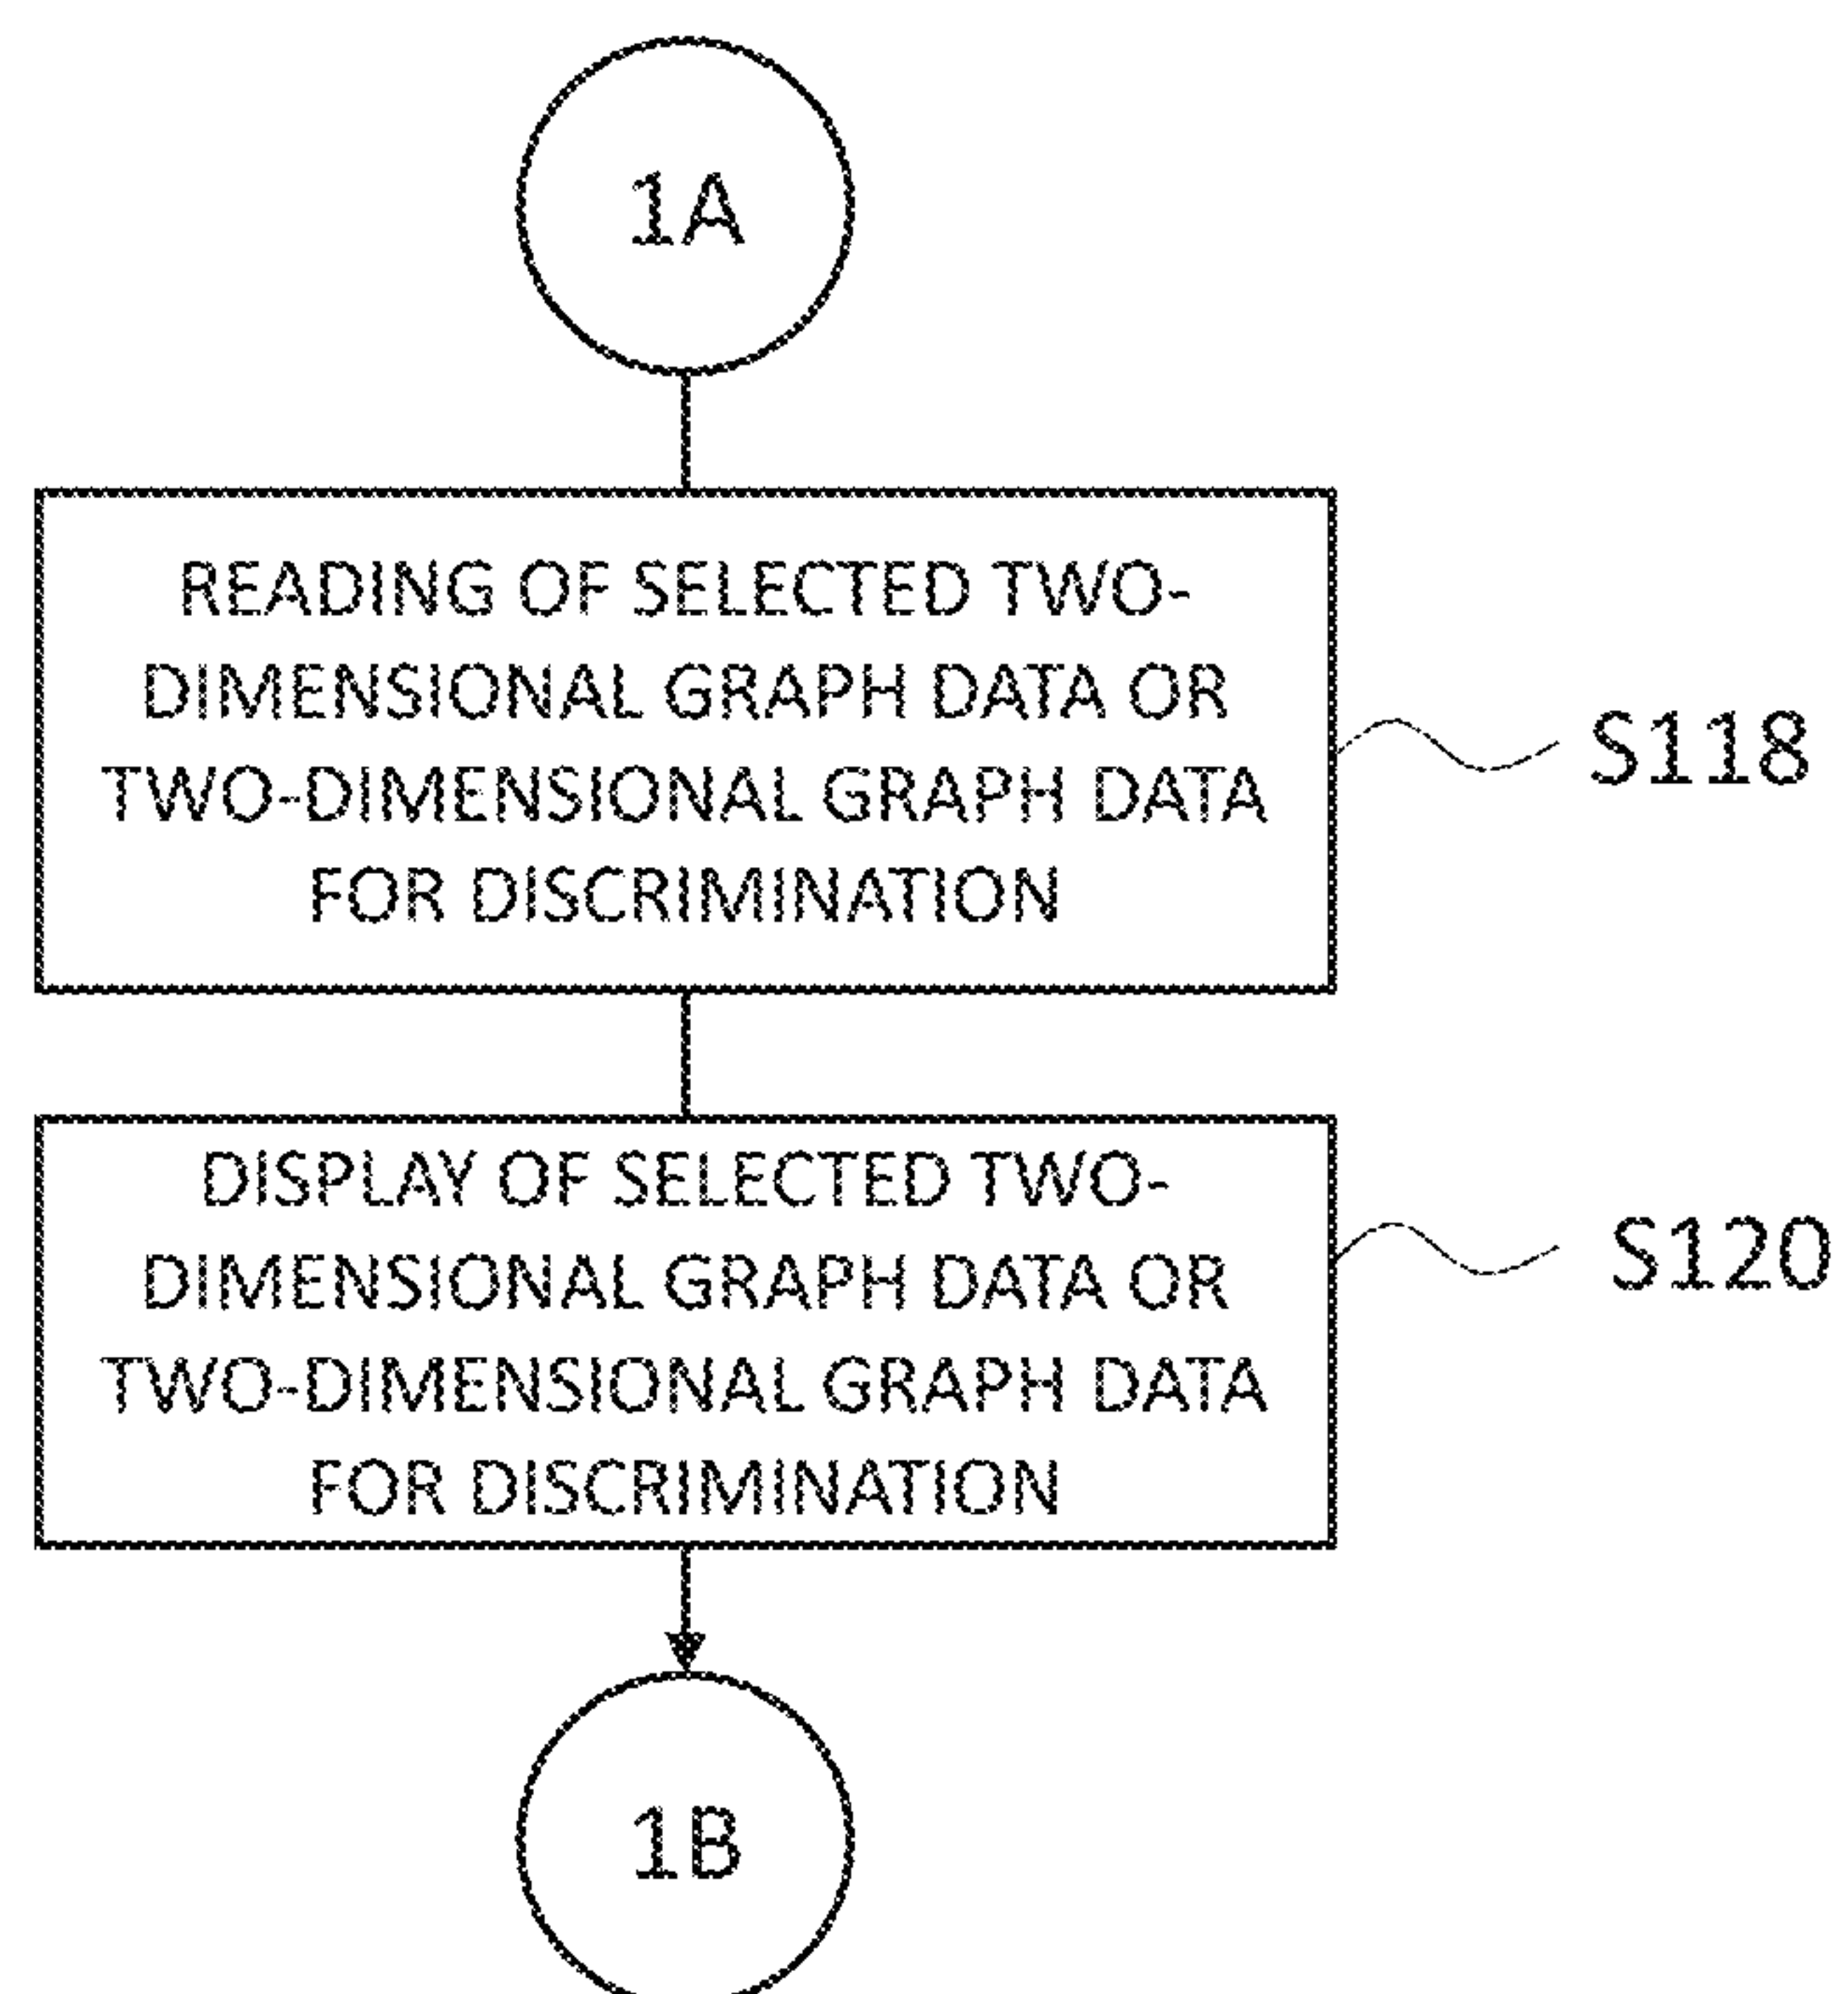 1A
READING OF SELECTED TWO-
DIMENSIONAL GRAPH DATA OR
TWO-DIMENSIONAL GRAPH DATA
FOR DISCRIMINATION
S118
DISPLAY OF SELECTED TWO-
DIMENSIONAL GRAPH DATA OR
TWO-DIMENSIONAL GRAPH DATA
FOR DISCRIMINATION
S120
1B